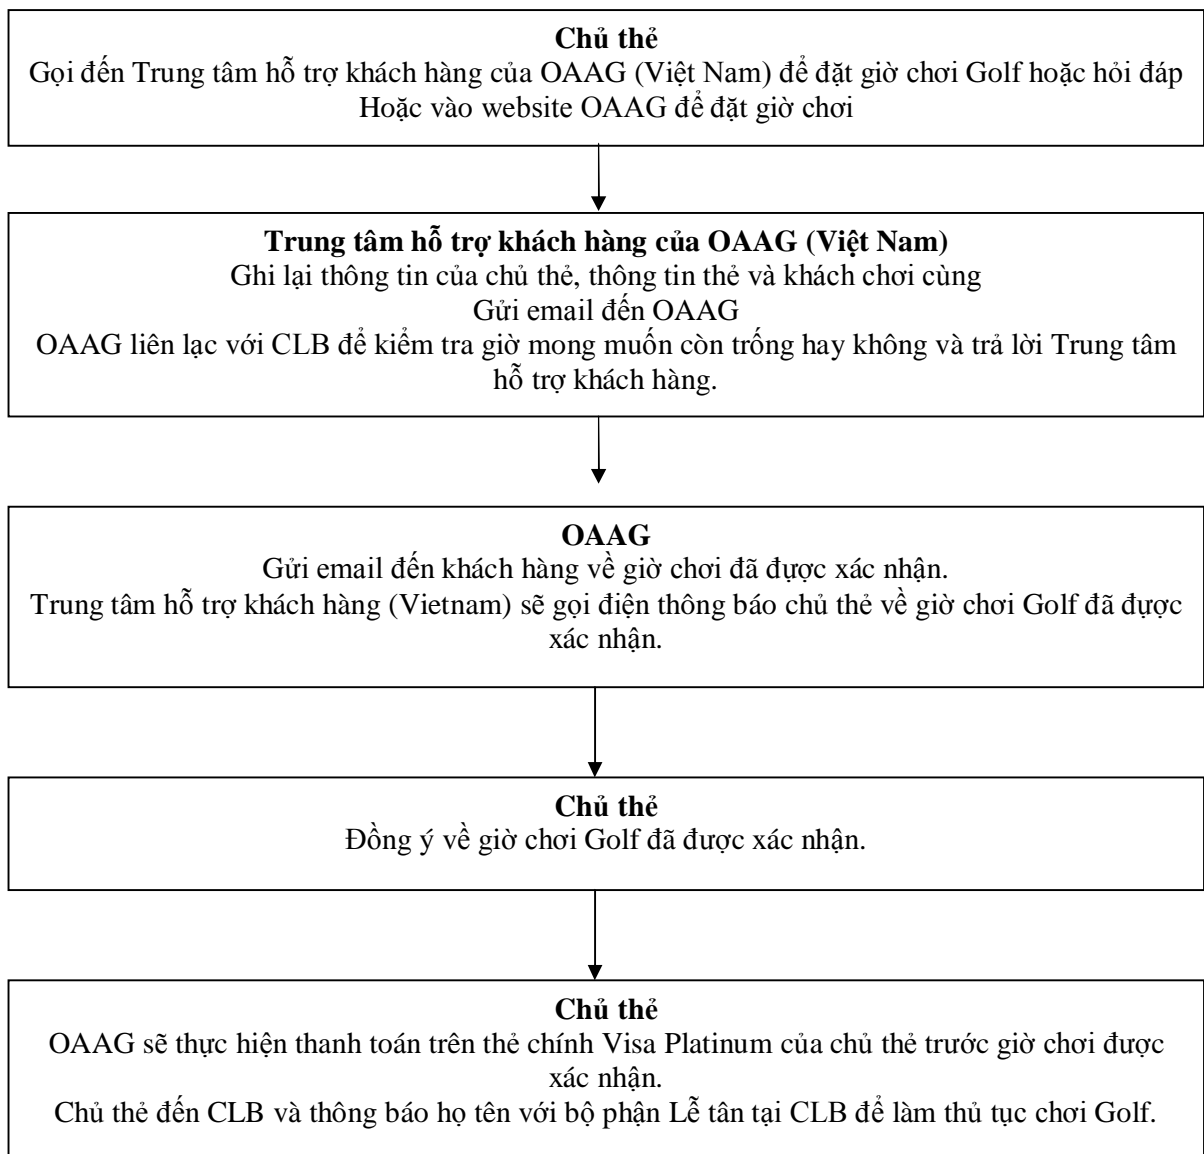 Chủ thẻ
Gọi đến Trung tâm hỗ trợ khách hàng của OAAG (Việt Nam) để đặt giờ chơi Golf hoặc hỏi đáp
Hoặc vào website OAAG để đặt giờ chơi
Trung tâm hỗ trợ khách hàng của OAAG (Việt Nam)
Ghi lại thông tin của chủ thẻ, thông tin thẻ và khách chơi cùng
Gửi email đến OAAG
OAAG liên lạc với CLB để kiểm tra giờ mong muốn còn trống hay không và trả lời Trung tâm
hỗ trợ khách hàng.
OAAG
Gửi email đến khách hàng về giờ chơi đã được xác nhận.
Trung tâm hỗ trợ khách hàng (Vietnam) sẽ gọi điện thông báo chủ thẻ về giờ chơi Golf đã được
xác nhận.
Chủ thẻ
Đồng ý về giờ chơi Golf đã được xác nhận.
Chủ thẻ
OAAG sẽ thực hiện thanh toán trên thẻ chính Visa Platinum của chủ thẻ trước giờ chơi được
xác nhận.
Chủ thẻ đến CLB và thông báo họ tên với bộ phận Lễ tân tại CLB để làm thủ tục chơi Golf.